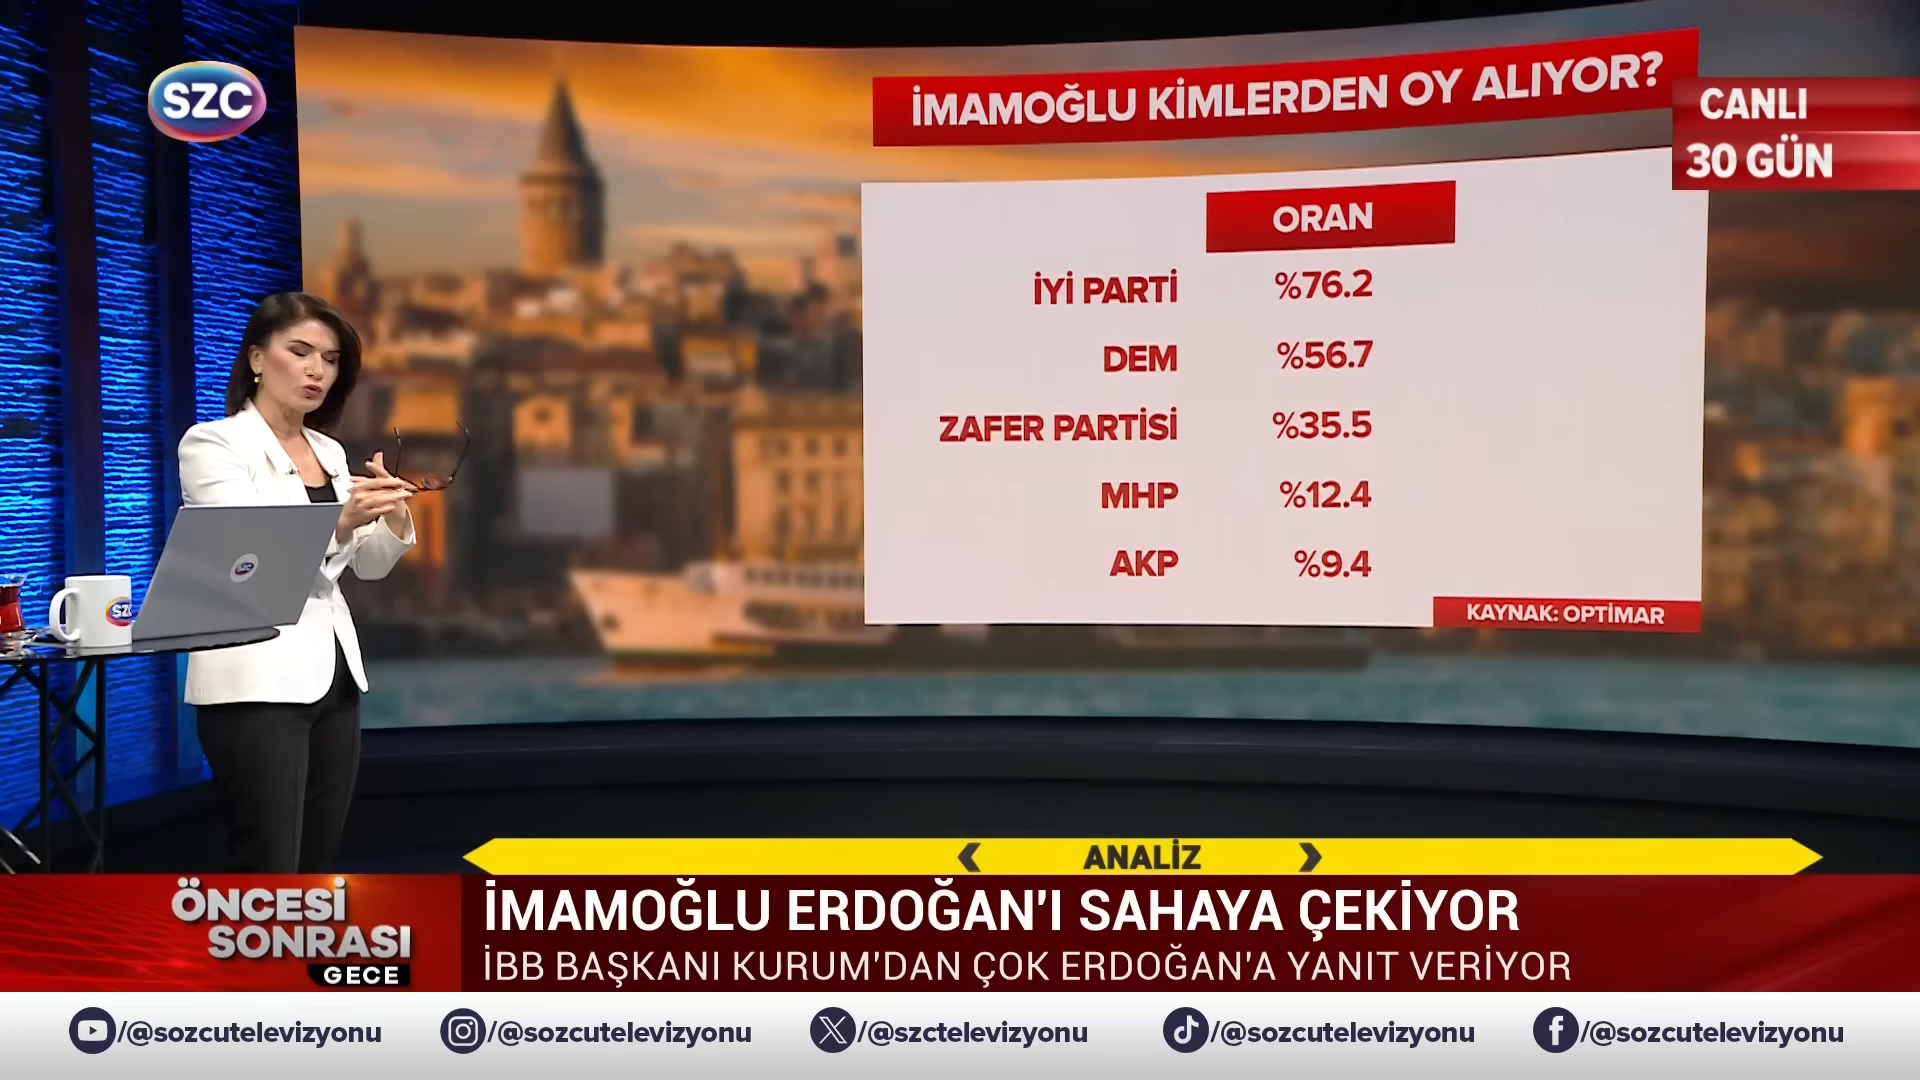 SZC
İMAMOĞLU KİMLERDEN OY ALIYOR?
CANLI
30 GÜN
ORAN
İYİ PARTİ %76.2
DEM %56.7
ZAFER PARTİSİ %35.5
MHP %12.4
AKP %9.4
KAYNAK: OPTİMAR
SZC
SZC
ANALİZ
ÖNCESİ
SONRASI
GECE
İMAMOĞLU ERDOĞAN'I SAHAYA ÇEKİYOR
İBB BAŞKANI KURUM'DAN ÇOK ERDOĞAN'A YANIT VERİYOR
/@sozcutelevizyonu /@sozcutelevizyonu /@szctelevizyonu /@sozcutelevizyonu /@sozcutelevizyonu